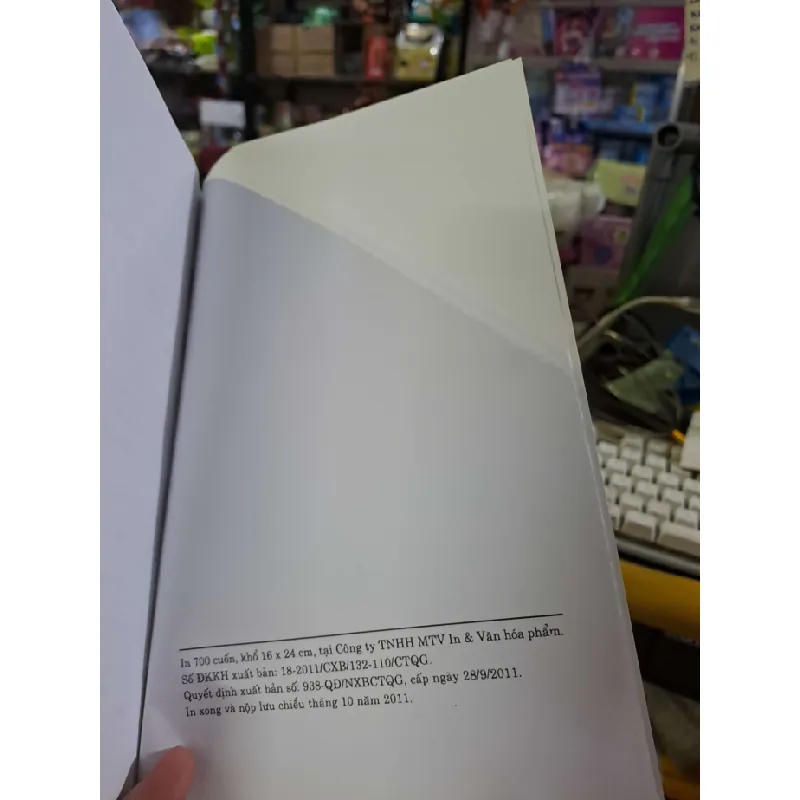 In 700 cuốn, khổ 16 x 24 cm, tại Công ty TNHH MTV In & Văn hóa phẩm.
Số ĐKKH xuất bản: 18-2011/CXB/132-110/CTQG.
Quyết định xuất bản số: 938-QĐ/NXBCTQG, cấp ngày 28/9/2011.
In xong và nộp lưu chiểu tháng 10 năm 2011.